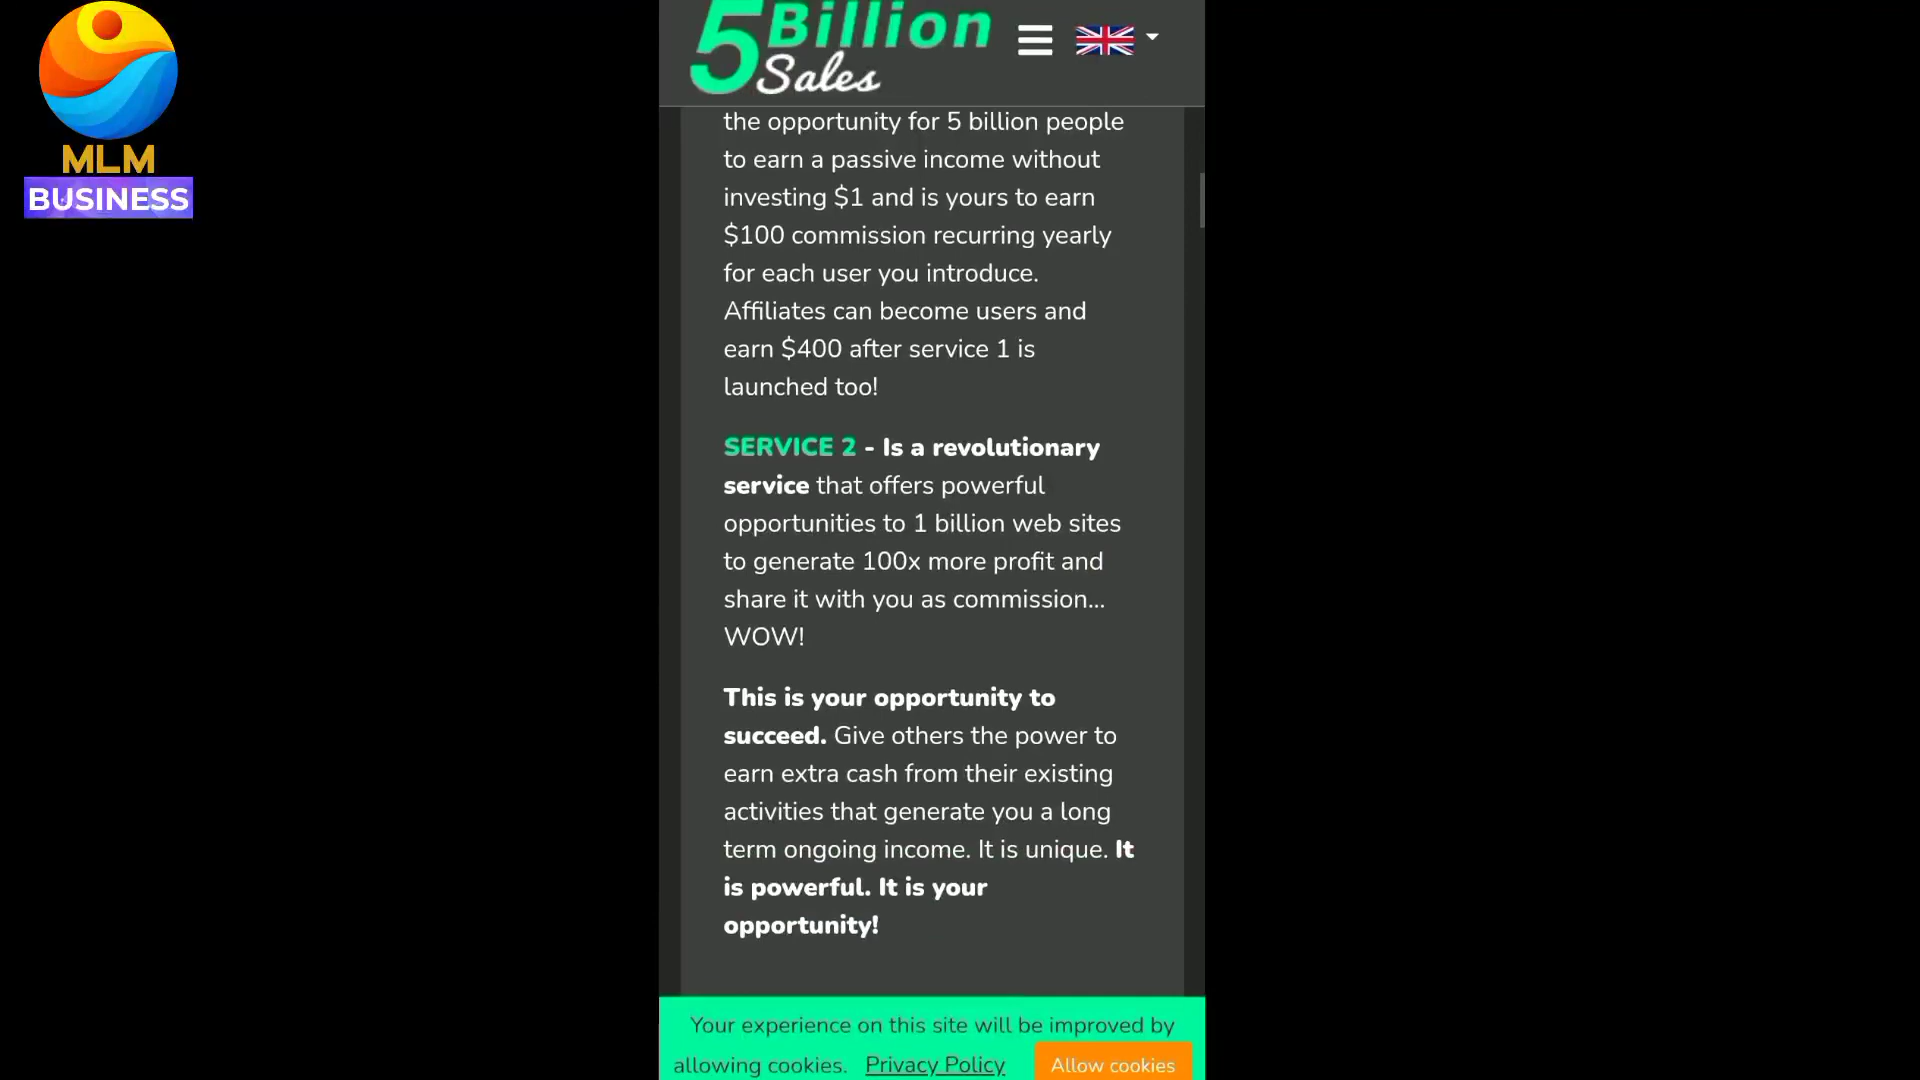 MLM
BUSINESS
5 Billion
Sales
the opportunity for 5 billion people
to earn a passive income without
investing $1 and is yours to earn
$100 commission recurring yearly
for each user you introduce.
Affiliates can become users and
earn $400 after service 1 is
launched too!
SERVICE 2 - Is a revolutionary
service that offers powerful
opportunities to 1 billion web sites
to generate 100x more profit and
share it with you as commission...
WOW!
This is your opportunity to
succeed. Give others the power to
earn extra cash from their existing
activities that generate you a long
term ongoing income. It is unique. It
is powerful. It is your
opportunity!
Your experience on this site will be improved by
allowing cookies. Privacy Policy Allow cookies